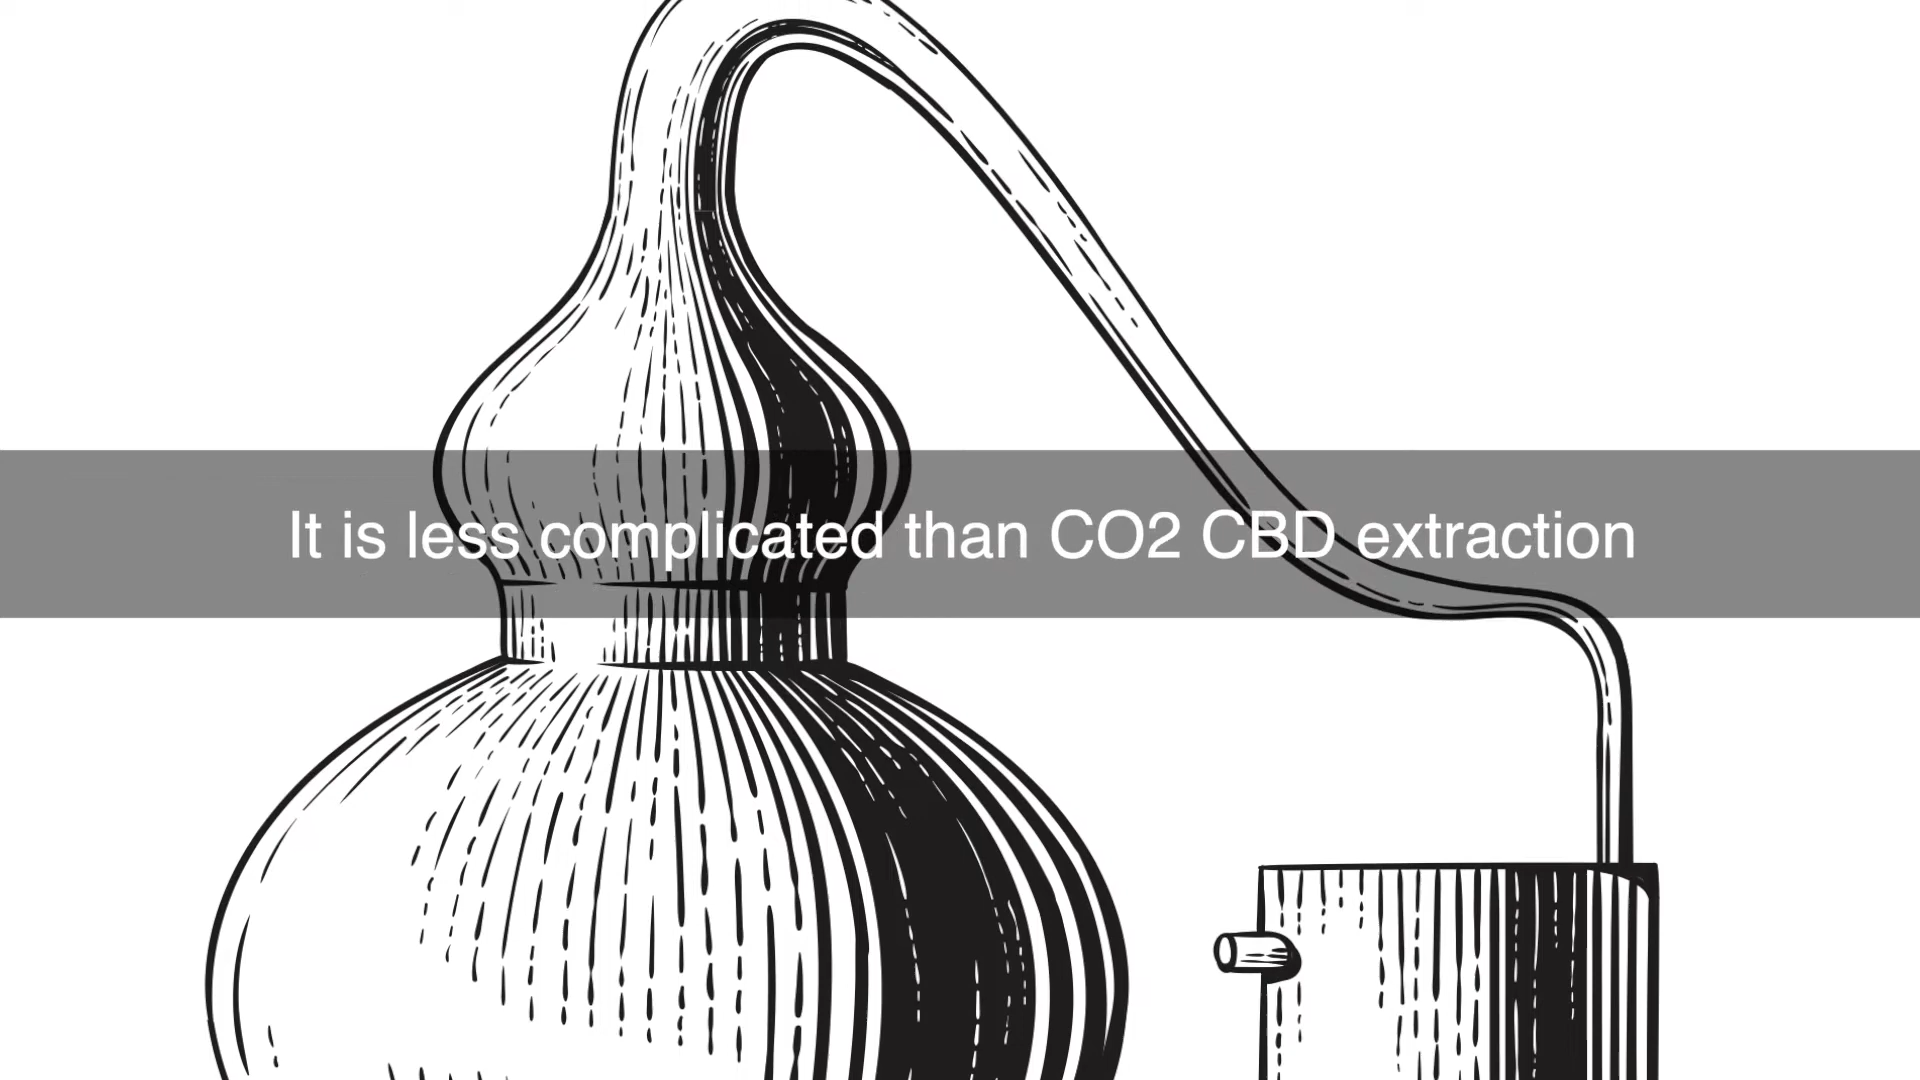 It is less complicated than CO2 CBD extraction